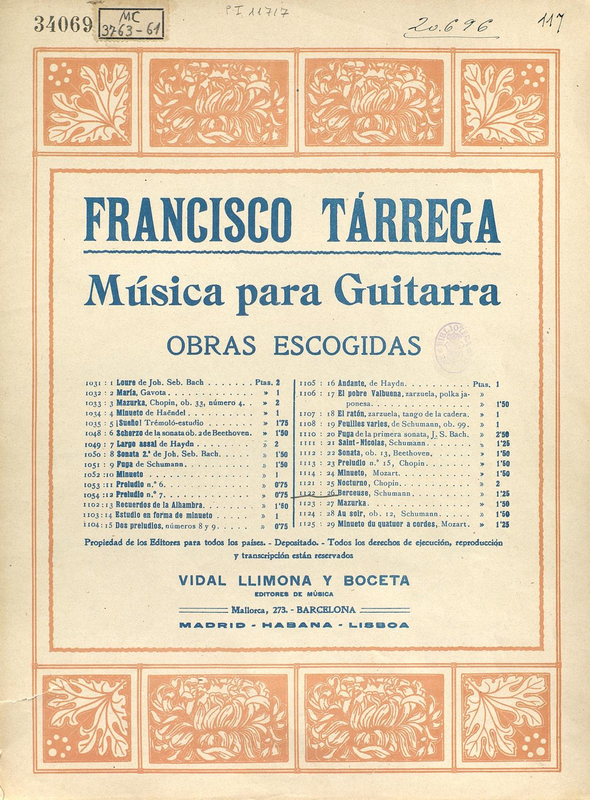 34069
MC
3763-61
PI 11717
20.696
117
FRANCISCO TÁRREGA
Música para Guitarra
OBRAS ESCOGIDAS
1031 : 1 Loure de Joh. Seb. Bach . . . . . . . Ptas. 2
1032 : 2 María, Gavota . . . . . . . . . . . » 1
1033 : 3 Mazurka, Chopin, ob. 33, número 4. . . » 2
1034 : 4 Minueto de Haëndel . . . . . . . . . » 1
1035 : 5 ¡Sueño! Trémoló-estudio . . . . . . . » 1'75
1048 : 6 Scherzo de la sonata ob. 2 de Beethoven. » 1'50
1049 : 7 Largo assai de Haydn . . . . . . . . » 2
1050 : 8 Sonata 2.ª de Joh. Seb. Bach. . . . . . » 1'50
1051 : 9 Fuga de Schumann. . . . . . . . . . » 1'50
1052 : 10 Minueto . . . . . . . . . . . . . . » 1
1053 : 11 Preludio n.º 6. . . . . . . . . . . . » 0'75
1054 : 12 Preludio n.º 7. . . . . . . . . . . . » 0'75
1102 : 13 Recuerdos de la Alhambra. . . . . . . » 1'50
1103 : 14 Estudio en forma de minueto . . . . . » 1
1104 : 15 Dos preludios, números 8 y 9. . . . . . » 0'75
1105 : 16 Andante, de Haydn. . . . . . . . . . Ptas. 1
1106 : 17 El pobre Valbuena, zarzuela, polka ja- »
ponesa. . . . . . . . . . . . . . . » 1'50
1107 : 18 El ratón, zarzuela, tango de la cadera. » 1
1108 : 19 Feuilles varies, de Schumann, ob. 99. » 1
1110 : 20 Fuga de la primera sonata, J. S. Bach. » 2'50
1111 : 21 Saint-Nicolas, Schumann. . . . . . . » 1'25
1112 : 22 Sonata, ob. 13, Beethoven. . . . . . . » 1'50
1113 : 23 Preludio n.º 15, Chopin. . . . . . . . » 1'50
1114 : 24 Minueto, Mozart. . . . . . . . . . . » 1'50
1121 : 25 Nocturno, Chopin. . . . . . . . . . » 2
1122 : 26 Berceuse, Schumann. . . . . . . . . » 1'25
1123 : 27 Mazurka. . . . . . . . . . . . . . . » 1'50
1124 : 28 Au soir, ob. 12, Schumann. . . . . . . » 1'50
1125 : 29 Minueto du quatuor a cordes, Mozart. . » 1'25
Propiedad de los Editores para todos los países. - Depositado. - Todos los derechos de ejecución, reproducción
y transcripción están reservados
VIDAL LLIMONA Y BOCETA
EDITORES DE MÚSICA
Mallorca, 273. - BARCELONA
MADRID - HABANA - LISBOA